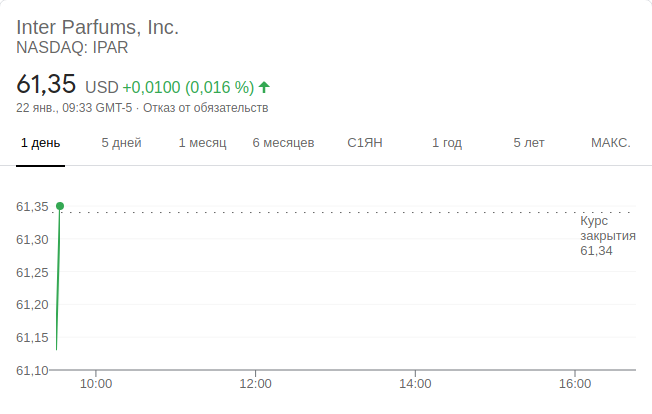 Inter Parfums, Inc.
NASDAQ: IPAR
61,35 USD +0,0100 (0,016 %)
22 янв., 09:33 GMT-5 · Отказ от обязательств
1 день 5 дней 1 месяц 6 месяцев С1ЯН 1 год 5 лет МАКС.
61,35
Курс
61,30
закрытия
61,34
61,25
61,20
61,15
61,10
10:00 12:00 14:00 16:00